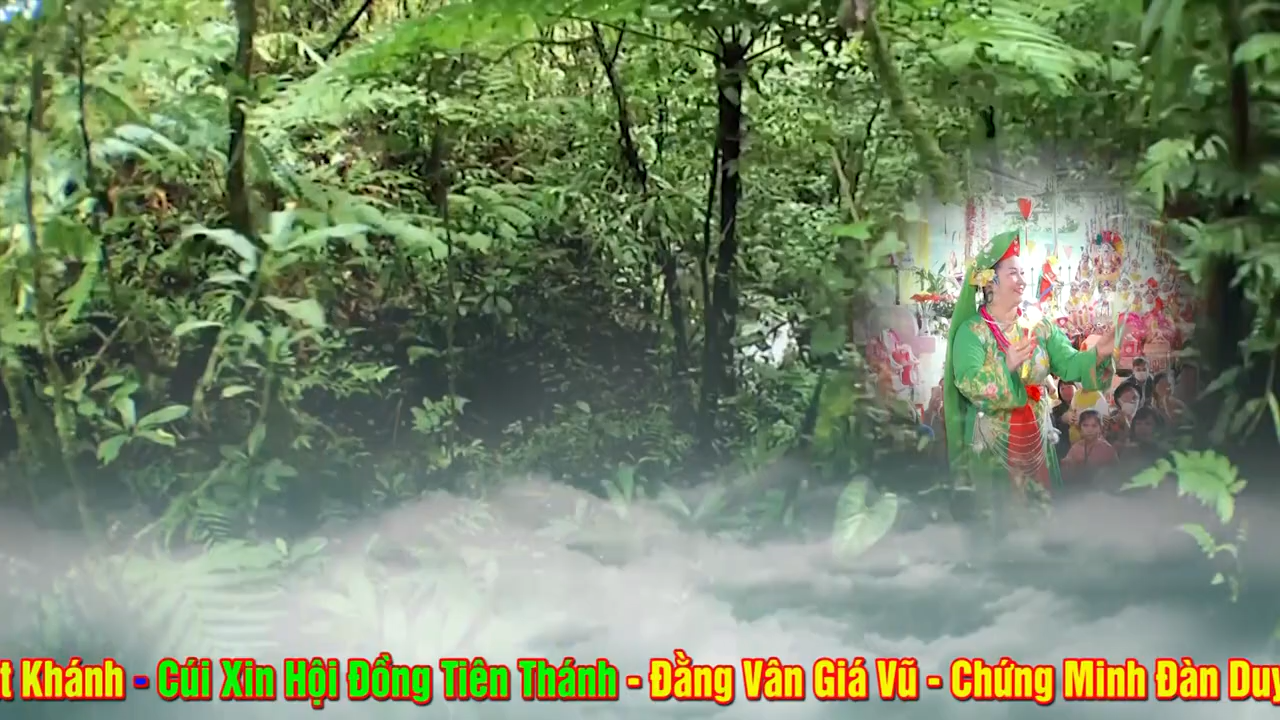 t Khánh - Cúi Xin Hội Đồng Tiên Thánh - Đằng Vân Giá Vũ - Chứng Minh Đàn Duy